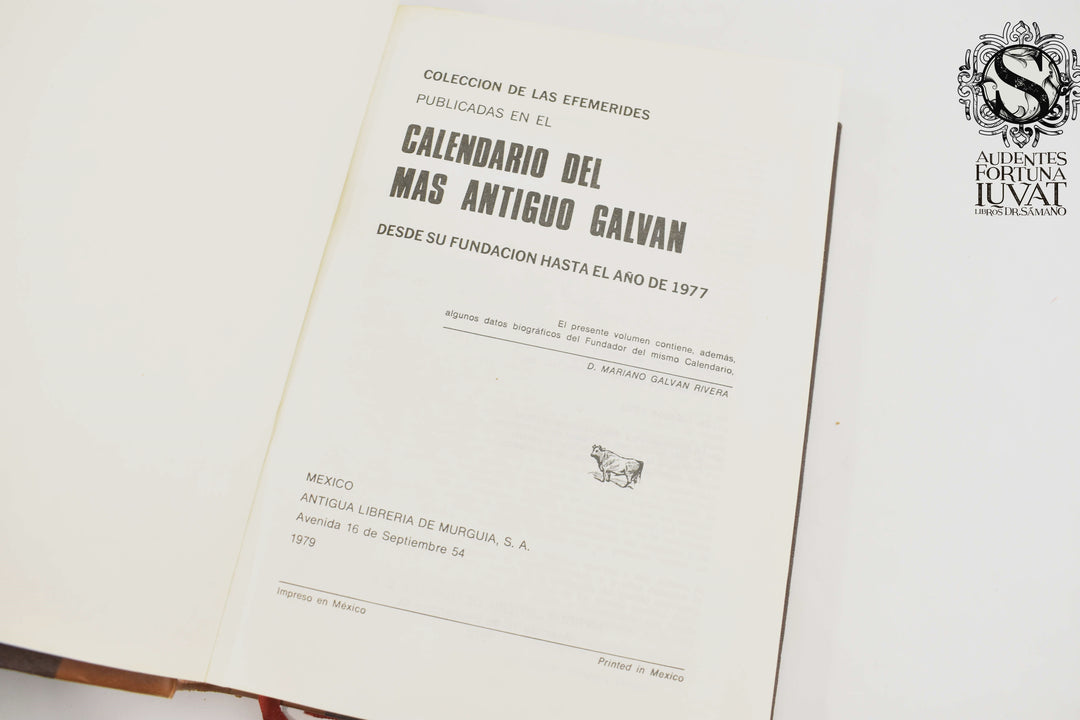 COLECCION DE LAS EFEMERIDES
PUBLICADAS EN EL
CALENDARIO DEL
MAS ANTIGUO GALVAN
DESDE SU FUNDACION HASTA EL AÑO DE 1977
El presente volumen contiene, además,
algunos datos biográficos del Fundador del mismo Calendario,
D. MARIANO GALVAN RIVERA
MEXICO
ANTIGUA LIBRERIA DE MURGUIA, S. A.
Avenida 16 de Septiembre 54
1979
Impreso en México
Printed in Mexico
S
AUDENTES
FORTUNA
IUVAT
LIBROS DR. SÁMANO